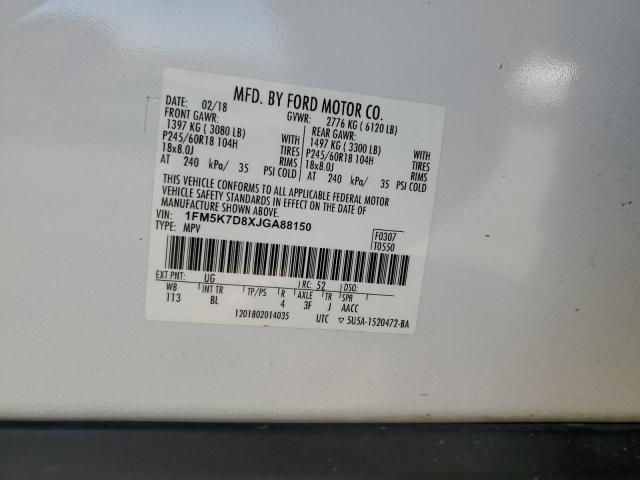 MFD. BY FORD MOTOR CO.
DATE: 02/18 GVWR: 2776 KG ( 6120 LB)
FRONT GAWR: REAR GAWR:
1397 KG ( 3080 LB) WITH 1497 KG ( 3300 LB) WITH
P245/60R18 104H TIRES P245/60R18 104H TIRES
18x8.0J RIMS 18x8.0J RIMS
AT 240 kPa/ 35 PSI COLD AT 240 kPa/ 35 PSI COLD
THIS VEHICLE CONFORMS TO ALL APPLICABLE FEDERAL MOTOR
VEHICLE SAFETY STANDARDS IN EFFECT ON THE DATE OF
MANUFACTURE SHOWN ABOVE.
VIN: 1FM5K7D8XJGA88150
TYPE: MPV
F0307
T0550
EXT PNT: UG RC: 52 DSO:
WB INT TR TP/PS R AXLE TR SPR
113 BL 4 3F J AACC
1201802014035 UTC ▽ 5U5A-1520472-BA